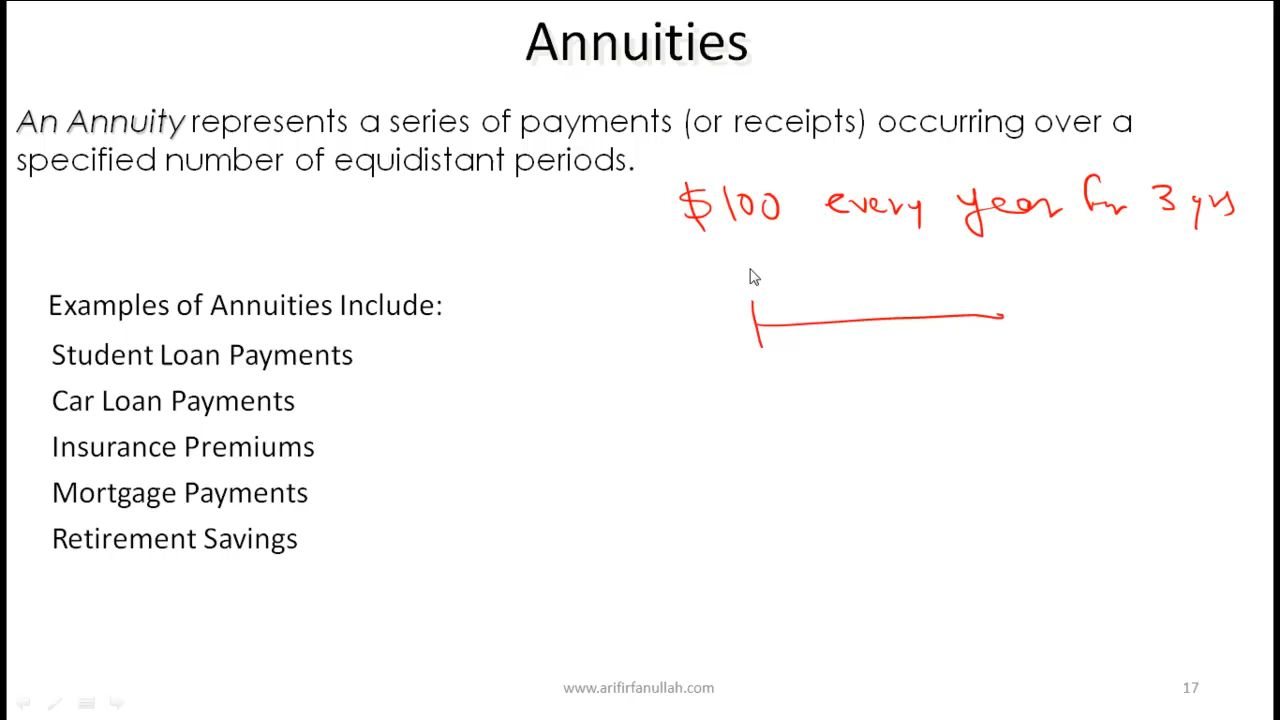 Annuities
An Annuity represents a series of payments (or receipts) occurring over a
specified number of equidistant periods.
$100 every year for 3 yrs
Examples of Annuities Include:
Student Loan Payments
Car Loan Payments
Insurance Premiums
Mortgage Payments
Retirement Savings
www.arifirfanullah.com
17